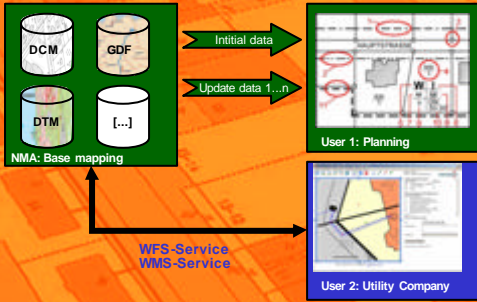 DCM
GDF
DTM
[...]
NMA: Base mapping
Intitial data
Update data 1...n
HAUPTSTRASSE
W
User 1: Planning
WFS-Service
WMS-Service
User 2: Utility Company